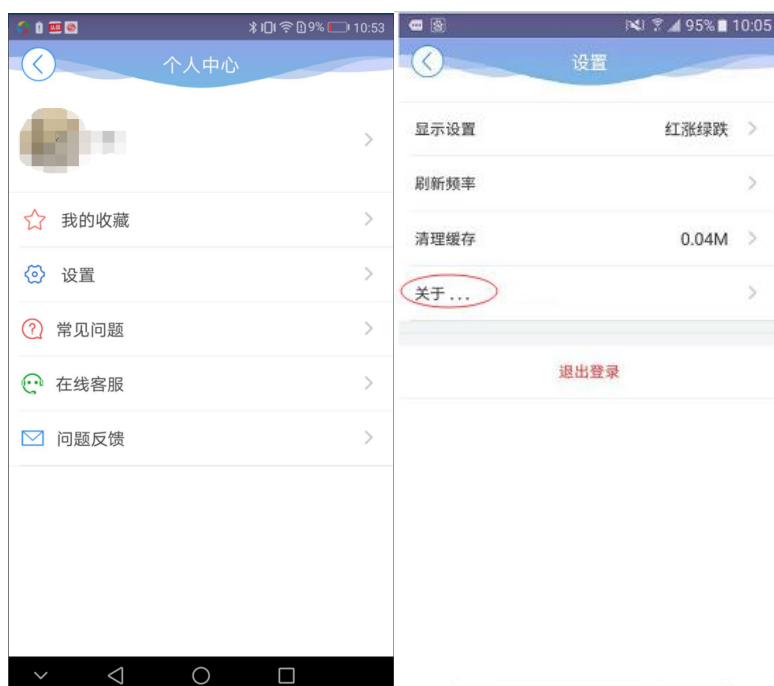 9% 10:53
个人中心
我的收藏
设置
常见问题
在线客服
问题反馈
95% 10:05
设置
显示设置 红涨绿跌
刷新频率
清理缓存 0.04M
关于 ...
退出登录